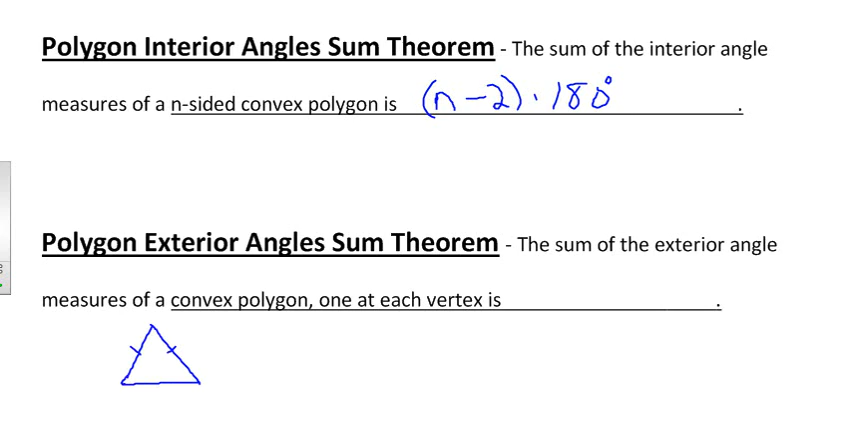 Polygon Interior Angles Sum Theorem - The sum of the interior angle
measures of a n-sided convex polygon is (n-2)·180° .
Polygon Exterior Angles Sum Theorem - The sum of the exterior angle
measures of a convex polygon, one at each vertex is .